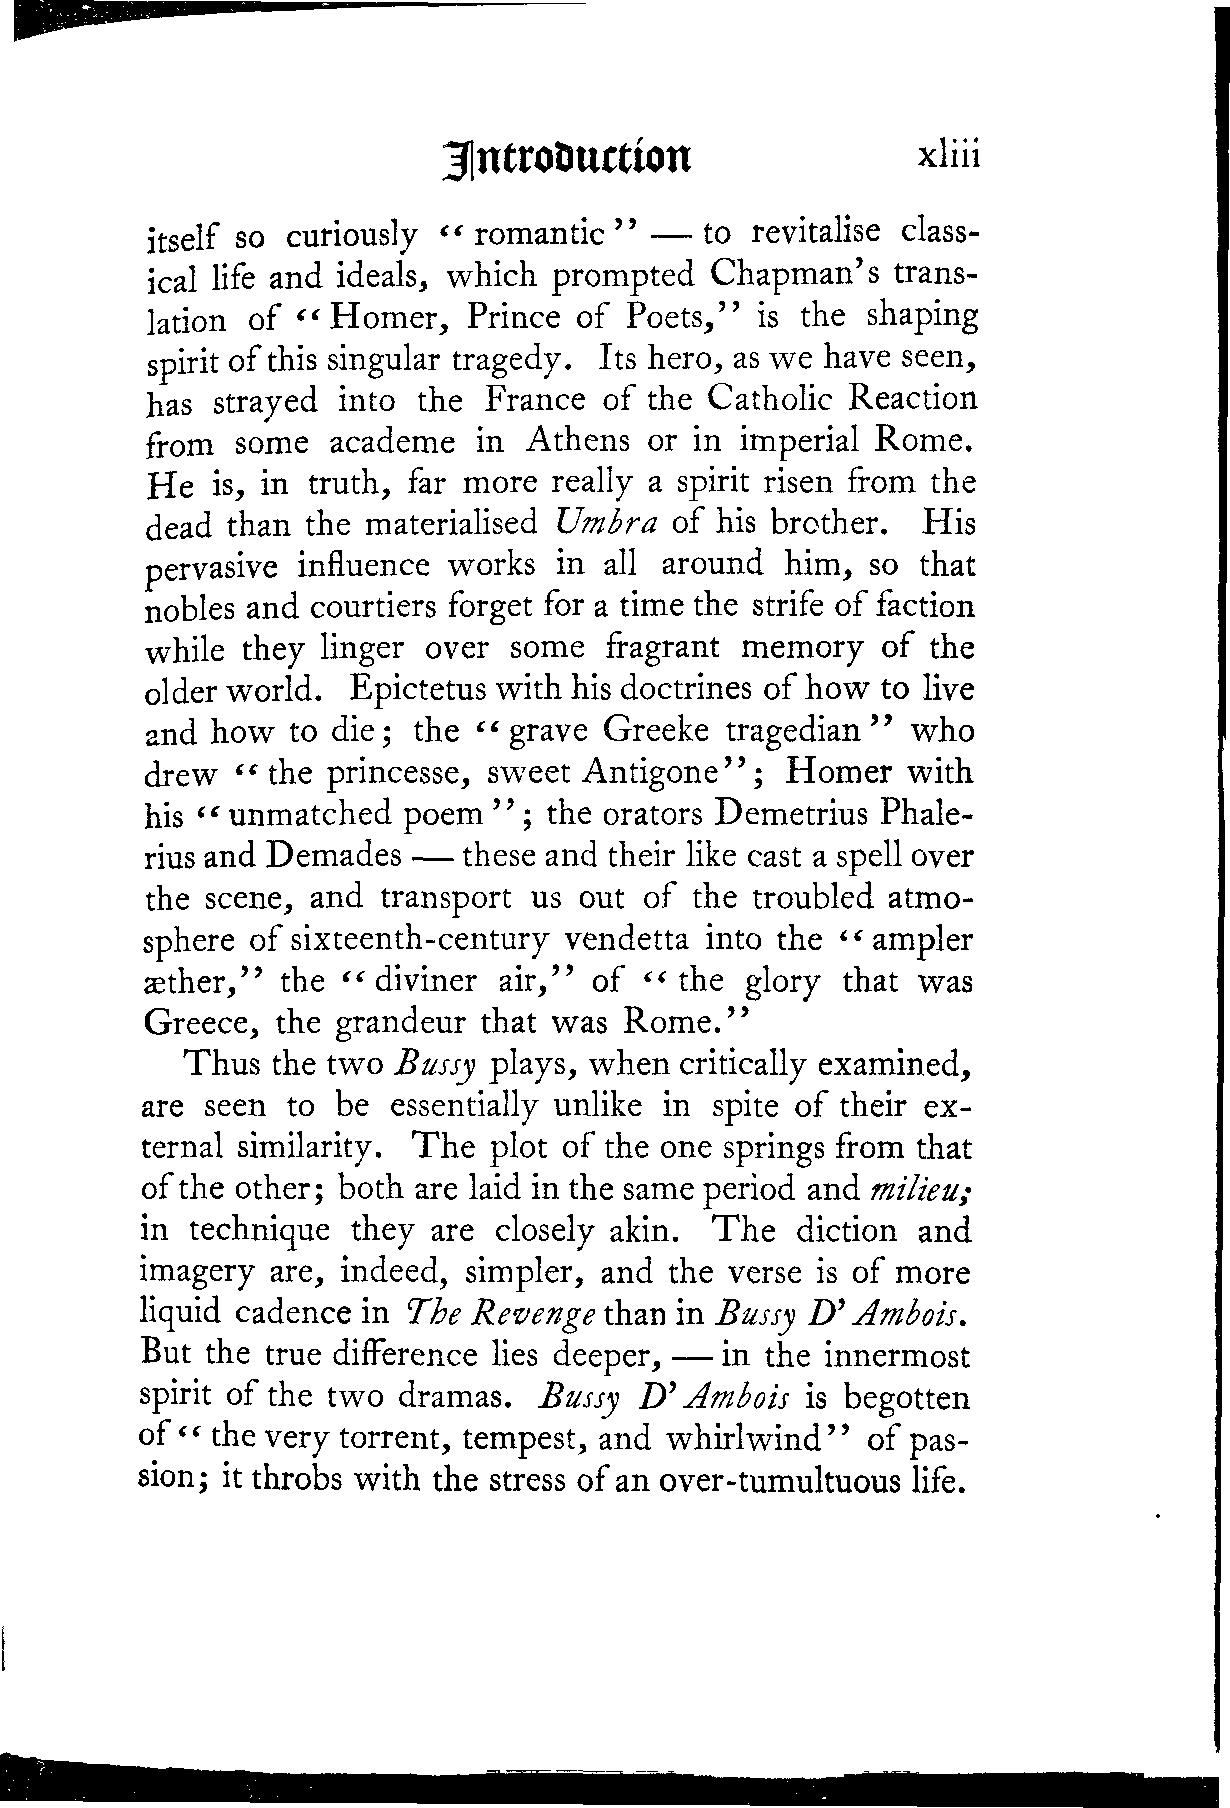 Introduction xliii
itself so curiously “ romantic ” — to revitalise class-
ical life and ideals, which prompted Chapman’s trans-
lation of “ Homer, Prince of Poets,” is the shaping
spirit of this singular tragedy. Its hero, as we have seen,
has strayed into the France of the Catholic Reaction
from some academe in Athens or in imperial Rome.
He is, in truth, far more really a spirit risen from the
dead than the materialised Umbra of his brother. His
pervasive influence works in all around him, so that
nobles and courtiers forget for a time the strife of faction
while they linger over some fragrant memory of the
older world. Epictetus with his doctrines of how to live
and how to die; the “ grave Greeke tragedian ” who
drew “ the princesse, sweet Antigone”; Homer with
his “ unmatched poem ”; the orators Demetrius Phale-
rius and Demades — these and their like cast a spell over
the scene, and transport us out of the troubled atmo-
sphere of sixteenth-century vendetta into the “ ampler
æther,” the “ diviner air,” of “ the glory that was
Greece, the grandeur that was Rome.”
Thus the two Bussy plays, when critically examined,
are seen to be essentially unlike in spite of their ex-
ternal similarity. The plot of the one springs from that
of the other; both are laid in the same period and milieu;
in technique they are closely akin. The diction and
imagery are, indeed, simpler, and the verse is of more
liquid cadence in The Revenge than in Bussy D’ Ambois.
But the true difference lies deeper, — in the innermost
spirit of the two dramas. Bussy D’ Ambois is begotten
of “ the very torrent, tempest, and whirlwind” of pas-
sion; it throbs with the stress of an over-tumultuous life.